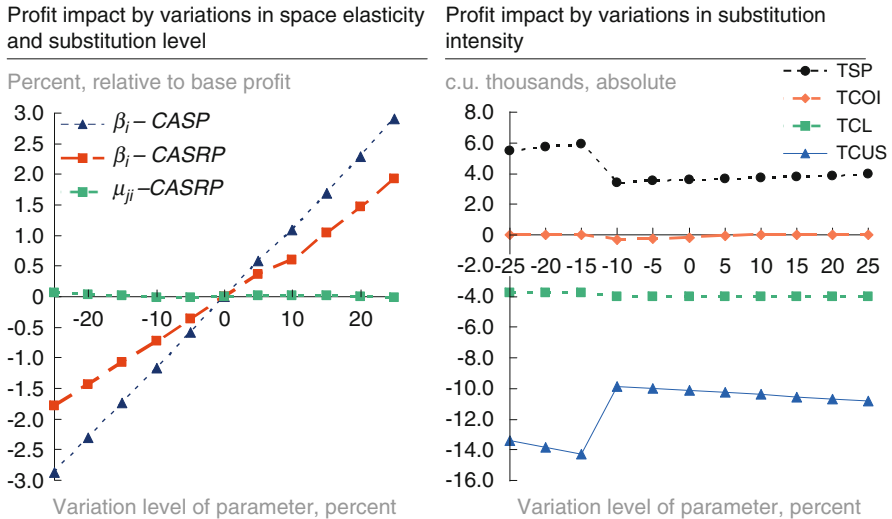 Profit impact by variations in space elasticity
and substitution level
Percent, relative to base profit
3.0
2.5
2.0
1.5
1.0
0.5
0
-0.5
-1.0
-1.5
-2.0
-2.5
-3.0
βi – CASP
βi – CASRP
μji – CASRP
-20
-10
0
10
20
Variation level of parameter, percent
Profit impact by variations in substitution
intensity
c.u. thousands, absolute
TSP
TCOI
TCL
TCUS
8.0
6.0
4.0
2.0
0
-2.0
-4.0
-6.0
-8.0
-10.0
-12.0
-14.0
-16.0
-25 -20 -15 -10 -5 0 5 10 15 20 25
Variation level of parameter, percent